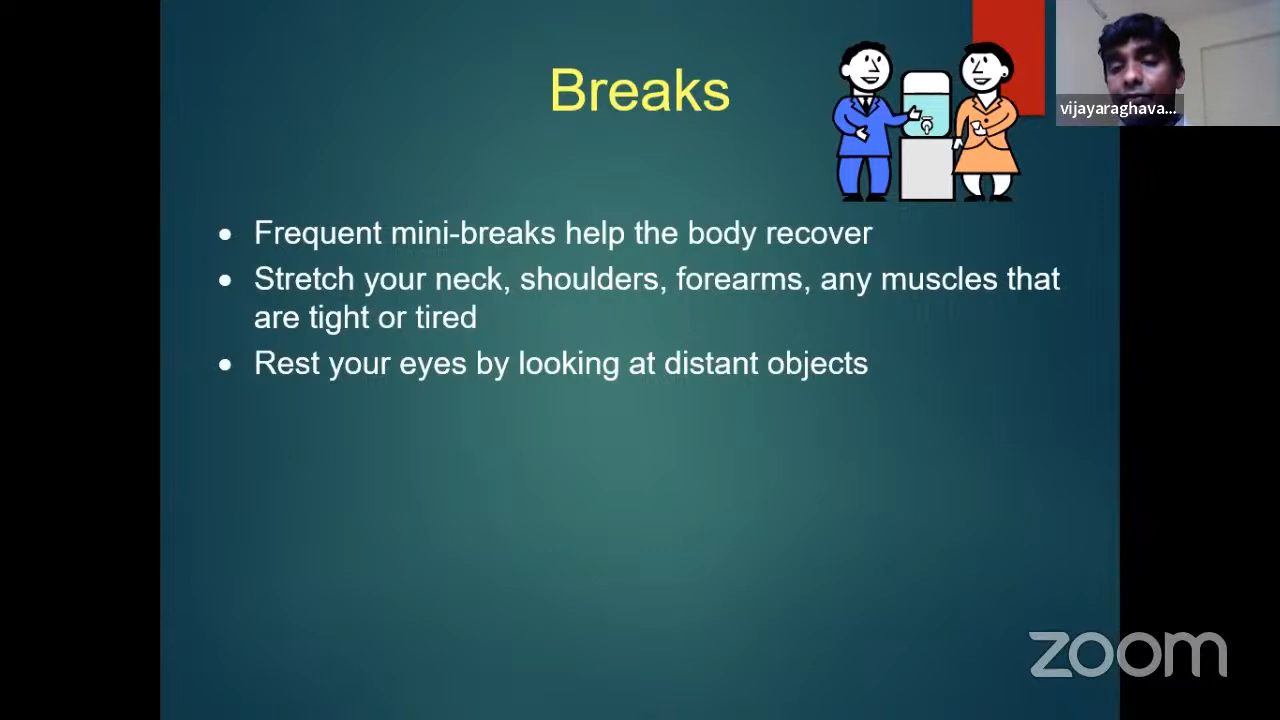 Breaks
vijayaraghava...
• Frequent mini-breaks help the body recover
• Stretch your neck, shoulders, forearms, any muscles that
are tight or tired
• Rest your eyes by looking at distant objects
zoom